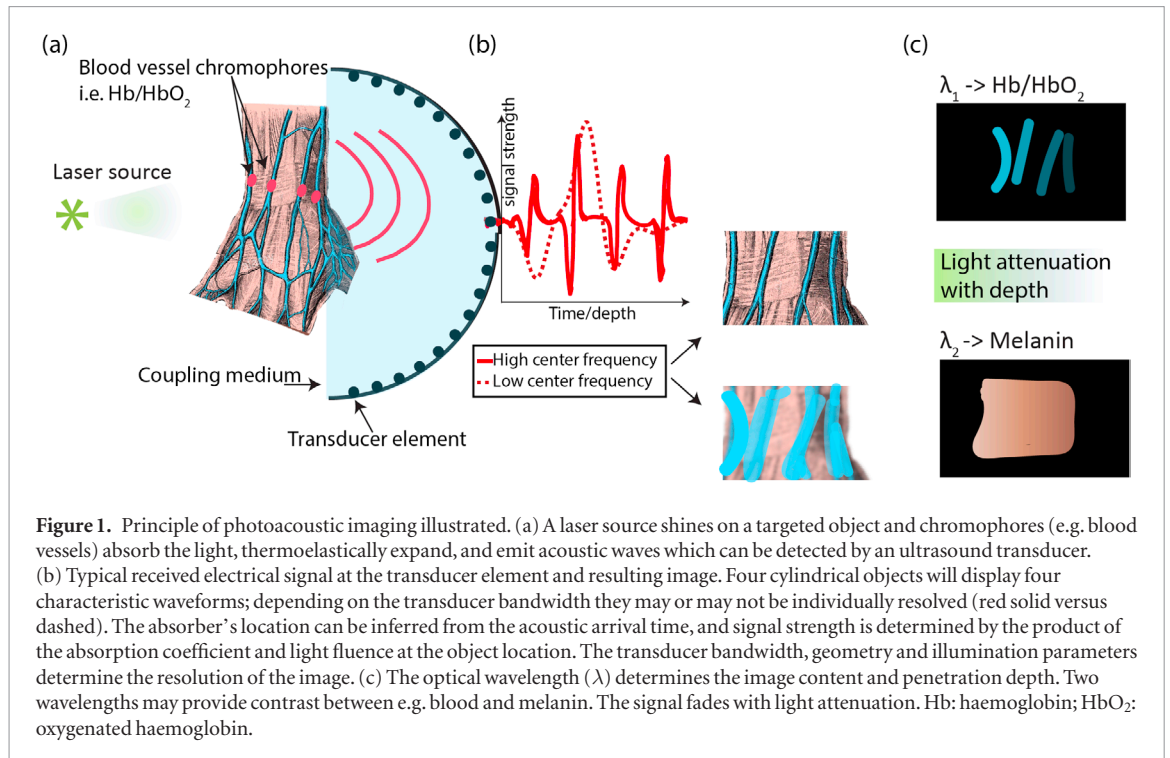 (a)
Blood vessel chromophores
i.e. Hb/HbO₂
Laser source
Coupling medium
Transducer element
(b)
signal strength
Time/depth
High center frequency
Low center frequency
(c)
λ₁ -> Hb/HbO₂
Light attenuation
with depth
λ₂ -> Melanin
Figure 1. Principle of photoacoustic imaging illustrated. (a) A laser source shines on a targeted object and chromophores (e.g. blood
vessels) absorb the light, thermoelastically expand, and emit acoustic waves which can be detected by an ultrasound transducer.
(b) Typical received electrical signal at the transducer element and resulting image. Four cylindrical objects will display four
characteristic waveforms; depending on the transducer bandwidth they may or may not be individually resolved (red solid versus
dashed). The absorber's location can be inferred from the acoustic arrival time, and signal strength is determined by the product of
the absorption coefficient and light fluence at the object location. The transducer bandwidth, geometry and illumination parameters
determine the resolution of the image. (c) The optical wavelength (λ) determines the image content and penetration depth. Two
wavelengths may provide contrast between e.g. blood and melanin. The signal fades with light attenuation. Hb: haemoglobin; HbO₂:
oxygenated haemoglobin.